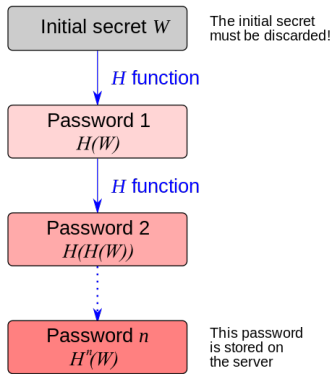 Initial secret W
The initial secret
must be discarded!
H function
Password 1
H(W)
H function
Password 2
H(H(W))
Password n
Hⁿ(W)
This password
is stored on
the server